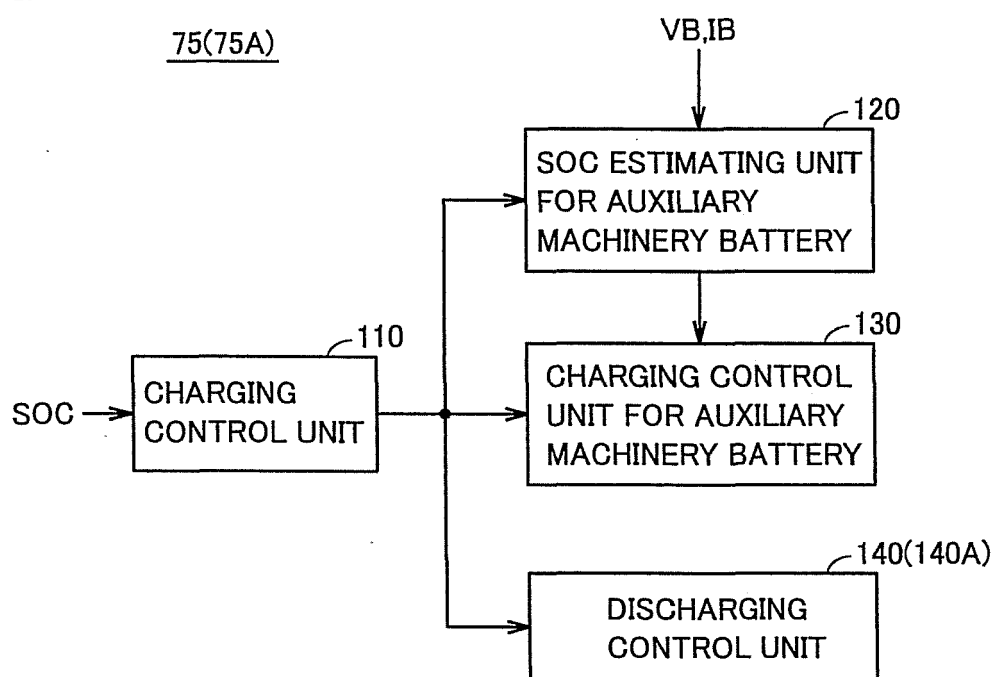 75(75A)
VB,IB
120
SOC ESTIMATING UNIT
FOR AUXILIARY
MACHINERY BATTERY
130
CHARGING CONTROL
UNIT FOR AUXILIARY
MACHINERY BATTERY
110
SOC
CHARGING
CONTROL UNIT
140(140A)
DISCHARGING
CONTROL UNIT